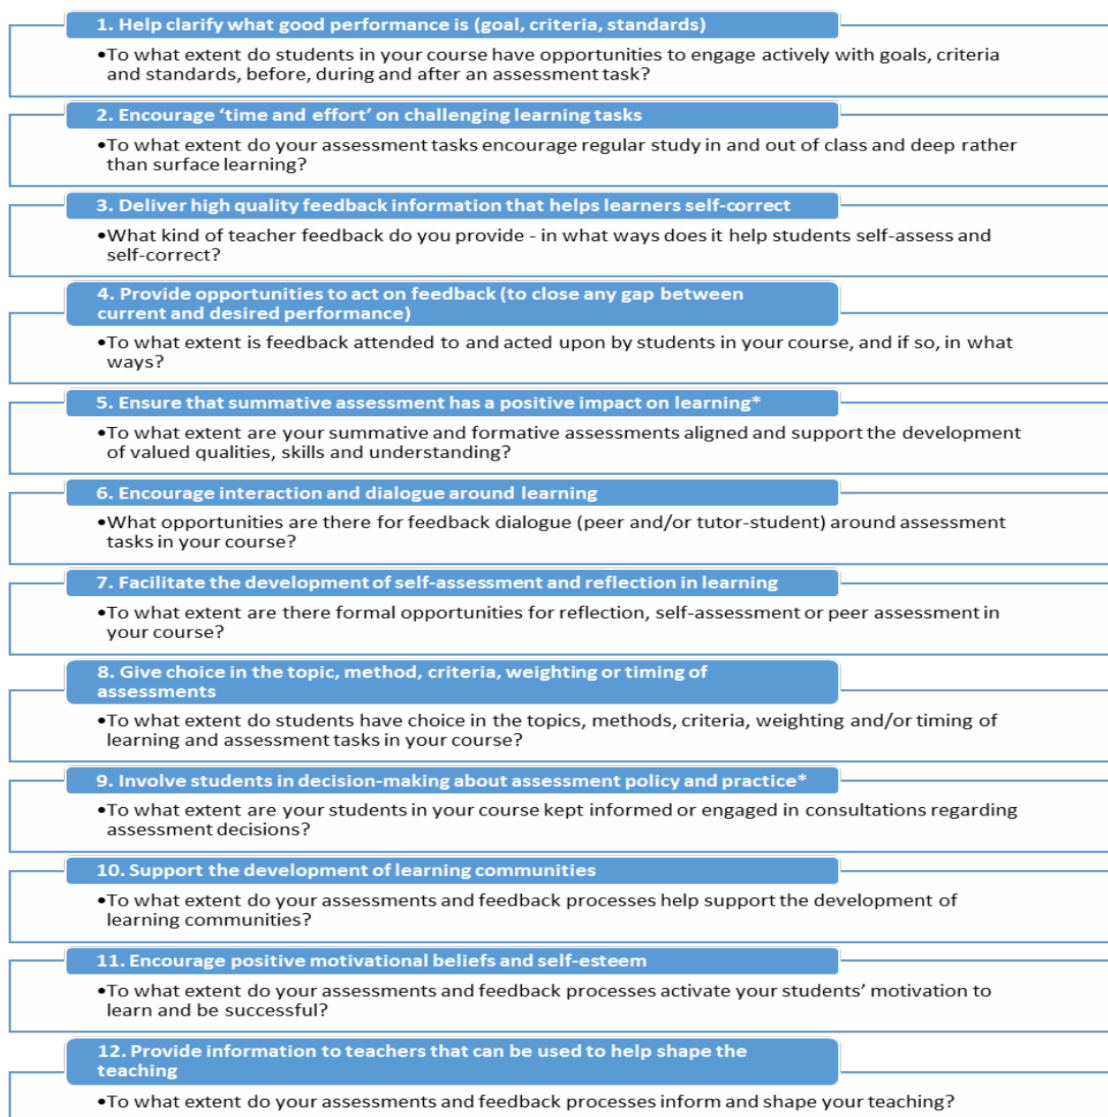 1. Help clarify what good performance is (goal, criteria, standards)
•To what extent do students in your course have opportunities to engage actively with goals, criteria
and standards, before, during and after an assessment task?
2. Encourage ‘time and effort’ on challenging learning tasks
•To what extent do your assessment tasks encourage regular study in and out of class and deep rather
than surface learning?
3. Deliver high quality feedback information that helps learners self-correct
•What kind of teacher feedback do you provide - in what ways does it help students self-assess and
self-correct?
4. Provide opportunities to act on feedback (to close any gap between
current and desired performance)
•To what extent is feedback attended to and acted upon by students in your course, and if so, in what
ways?
5. Ensure that summative assessment has a positive impact on learning*
•To what extent are your summative and formative assessments aligned and support the development
of valued qualities, skills and understanding?
6. Encourage interaction and dialogue around learning
•What opportunities are there for feedback dialogue (peer and/or tutor-student) around assessment
tasks in your course?
7. Facilitate the development of self-assessment and reflection in learning
•To what extent are there formal opportunities for reflection, self-assessment or peer assessment in
your course?
8. Give choice in the topic, method, criteria, weighting or timing of
assessments
•To what extent do students have choice in the topics, methods, criteria, weighting and/or timing of
learning and assessment tasks in your course?
9. Involve students in decision-making about assessment policy and practice*
•To what extent are your students in your course kept informed or engaged in consultations regarding
assessment decisions?
10. Support the development of learning communities
•To what extent do your assessments and feedback processes help support the development of
learning communities?
11. Encourage positive motivational beliefs and self-esteem
•To what extent do your assessments and feedback processes activate your students’ motivation to
learn and be successful?
12. Provide information to teachers that can be used to help shape the
teaching
•To what extent do your assessments and feedback processes inform and shape your teaching?